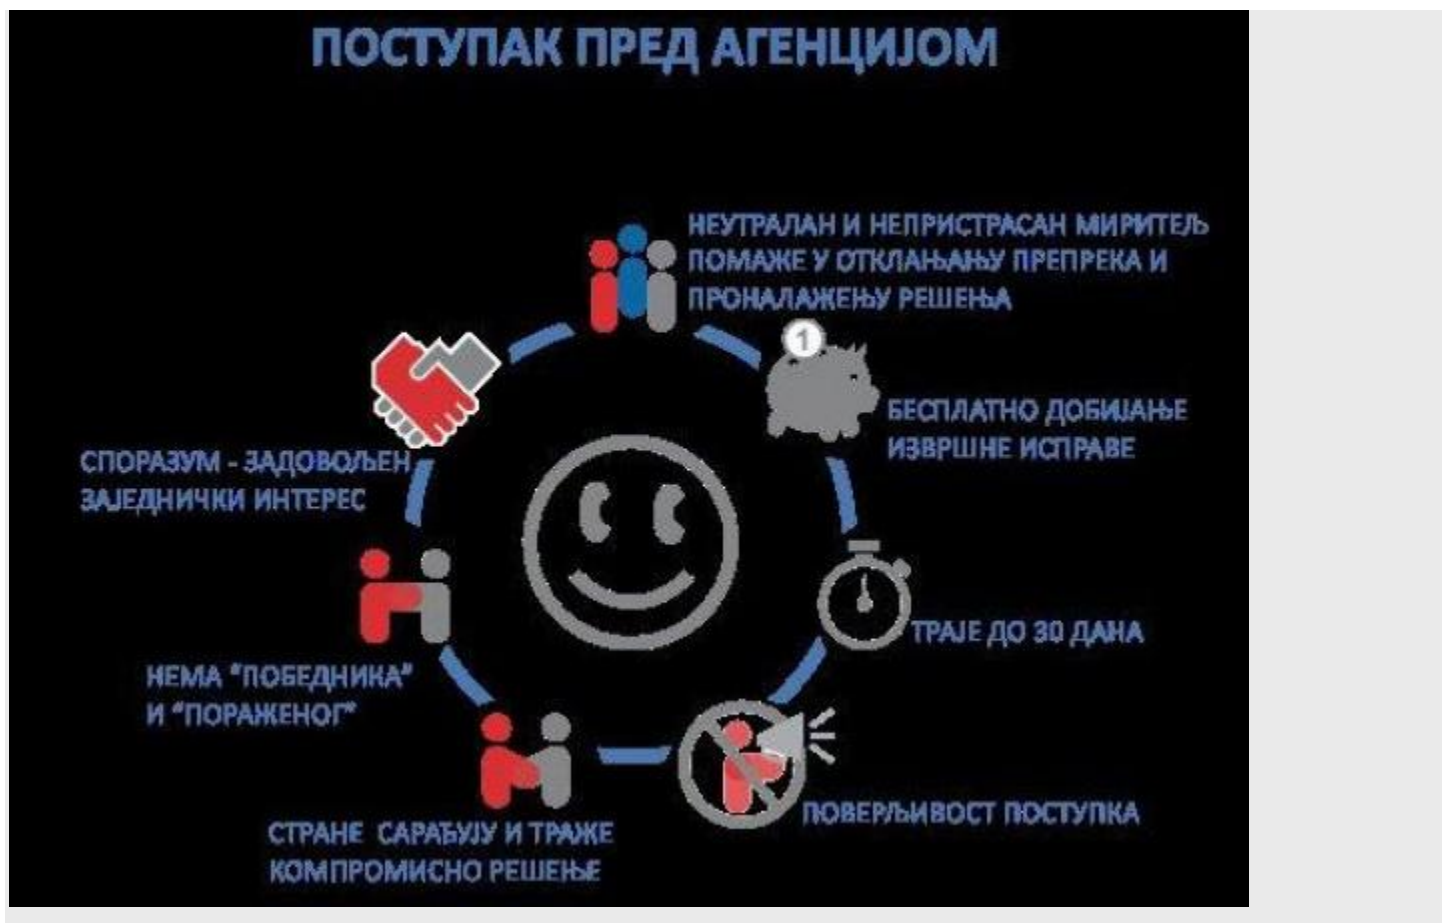 ПОСТУПАК ПРЕД АГЕНЦИЈОМ
НЕУТРАЛАН И НЕПРИСТРАСАН МИРИТЕЉ
ПОМАЖЕ У ОТКЛАЊАЊУ ПРЕПРЕКА И
ПРОНАЛАЖЕЊУ РЕШЕЊА
1
БЕСПЛАТНО ДОБИЈАЊЕ
ИЗВРШНЕ ИСПРАВЕ
ТРАЈЕ ДО 30 ДАНА
ПОВЕРЉИВОСТ ПОСТУПКА
СТРАНЕ САРАЂУЈУ И ТРАЖЕ
КОМПРОМИСНО РЕШЕЊЕ
НЕМА “ПОБЕДНИКА”
И “ПОРАЖЕНОГ”
СПОРАЗУМ - ЗАДОВОЉЕН
ЗАЈЕДНИЧКИ ИНТЕРЕС